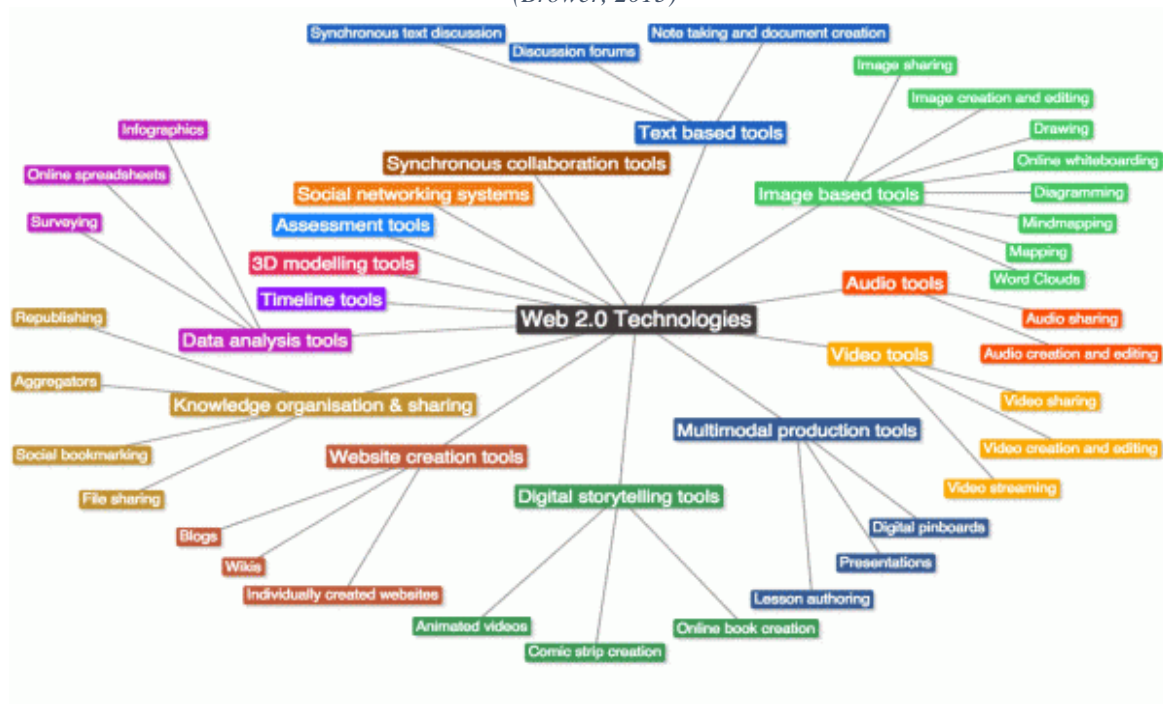 Synchronous text discussion
Discussion forums
Note taking and document creation
Text based tools
Image sharing
Image creation and editing
Drawing
Online whiteboarding
Diagramming
Mindmapping
Mapping
Word Clouds
Image based tools
Synchronous collaboration tools
Social networking systems
Assessment tools
3D modelling tools
Timeline tools
Infographics
Online spreadsheets
Surveying
Data analysis tools
Web 2.0 Technologies
Audio tools
Audio sharing
Audio creation and editing
Video tools
Video sharing
Video creation and editing
Video streaming
Republishing
Aggregators
Knowledge organisation & sharing
Social bookmarking
File sharing
Website creation tools
Blogs
Wikis
Individually created websites
Multimodal production tools
Digital pinboards
Presentations
Lesson authoring
Digital storytelling tools
Animated videos
Comic strip creation
Online book creation